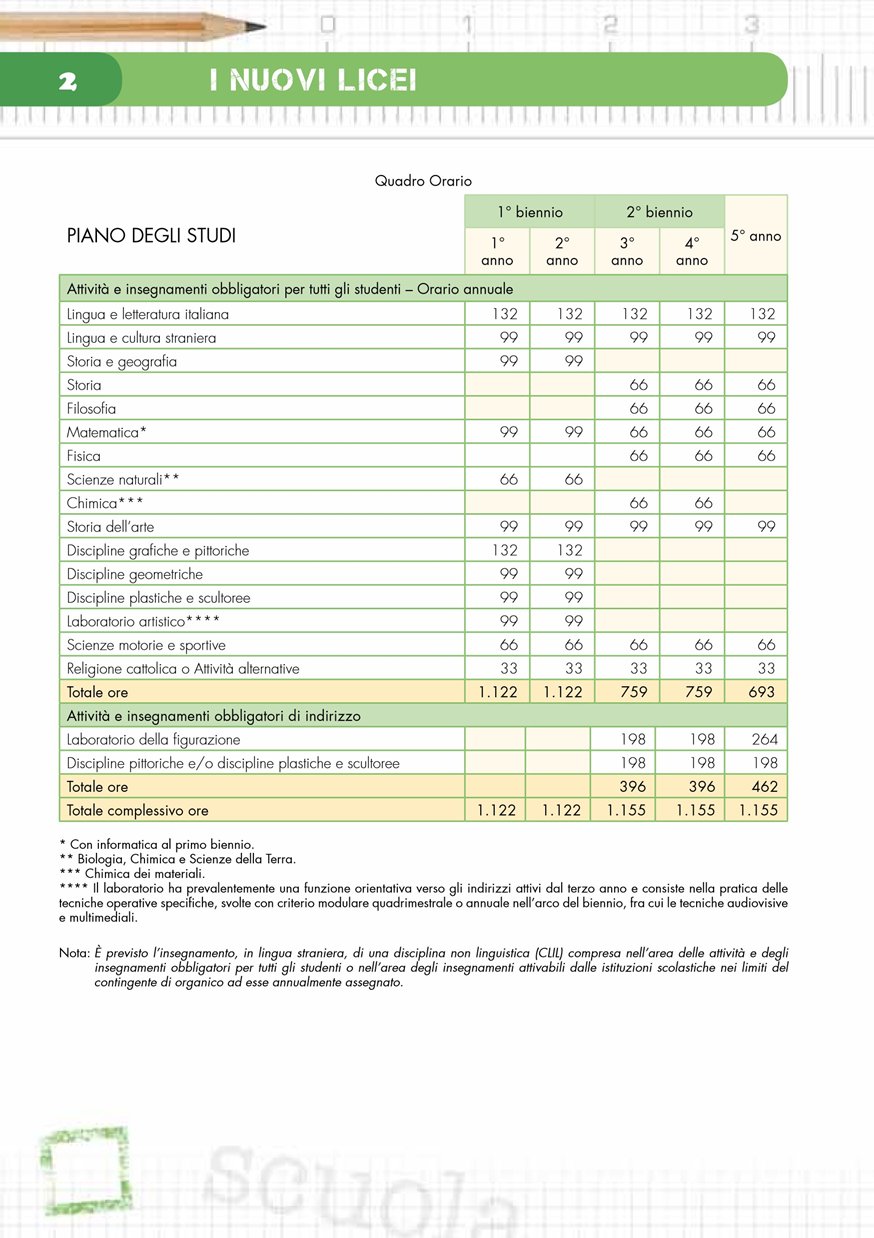 0 1 2 3
2 I NUOVI LICEI
Quadro Orario
PIANO DEGLI STUDI
1° biennio 2° biennio 5° anno
1° anno 2° anno 3° anno 4° anno
Attività e insegnamenti obbligatori per tutti gli studenti – Orario annuale
Lingua e letteratura italiana 132 132 132 132 132
Lingua e cultura straniera 99 99 99 99 99
Storia e geografia 99 99
Storia 66 66 66
Filosofia 66 66 66
Matematica* 99 99 66 66 66
Fisica 66 66 66
Scienze naturali** 66 66
Chimica*** 66 66
Storia dell’arte 99 99 99 99 99
Discipline grafiche e pittoriche 132 132
Discipline geometriche 99 99
Discipline plastiche e scultoree 99 99
Laboratorio artistico**** 99 99
Scienze motorie e sportive 66 66 66 66 66
Religione cattolica o Attività alternative 33 33 33 33 33
Totale ore 1.122 1.122 759 759 693
Attività e insegnamenti obbligatori di indirizzo
Laboratorio della figurazione 198 198 264
Discipline pittoriche e/o discipline plastiche e scultoree 198 198 198
Totale ore 396 396 462
Totale complessivo ore 1.122 1.122 1.155 1.155 1.155
* Con informatica al primo biennio.
** Biologia, Chimica e Scienze della Terra.
*** Chimica dei materiali.
**** Il laboratorio ha prevalentemente una funzione orientativa verso gli indirizzi attivi dal terzo anno e consiste nella pratica delle
tecniche operative specifiche, svolte con criterio modulare quadrimestrale o annuale nell’arco del biennio, fra cui le tecniche audiovisive
e multimediali.
Nota: È previsto l’insegnamento, in lingua straniera, di una disciplina non linguistica (CLIL) compresa nell’area delle attività e degli
insegnamenti obbligatori per tutti gli studenti o nell’area degli insegnamenti attivabili dalle istituzioni scolastiche nei limiti del
contingente di organico ad esse annualmente assegnato.
scuola